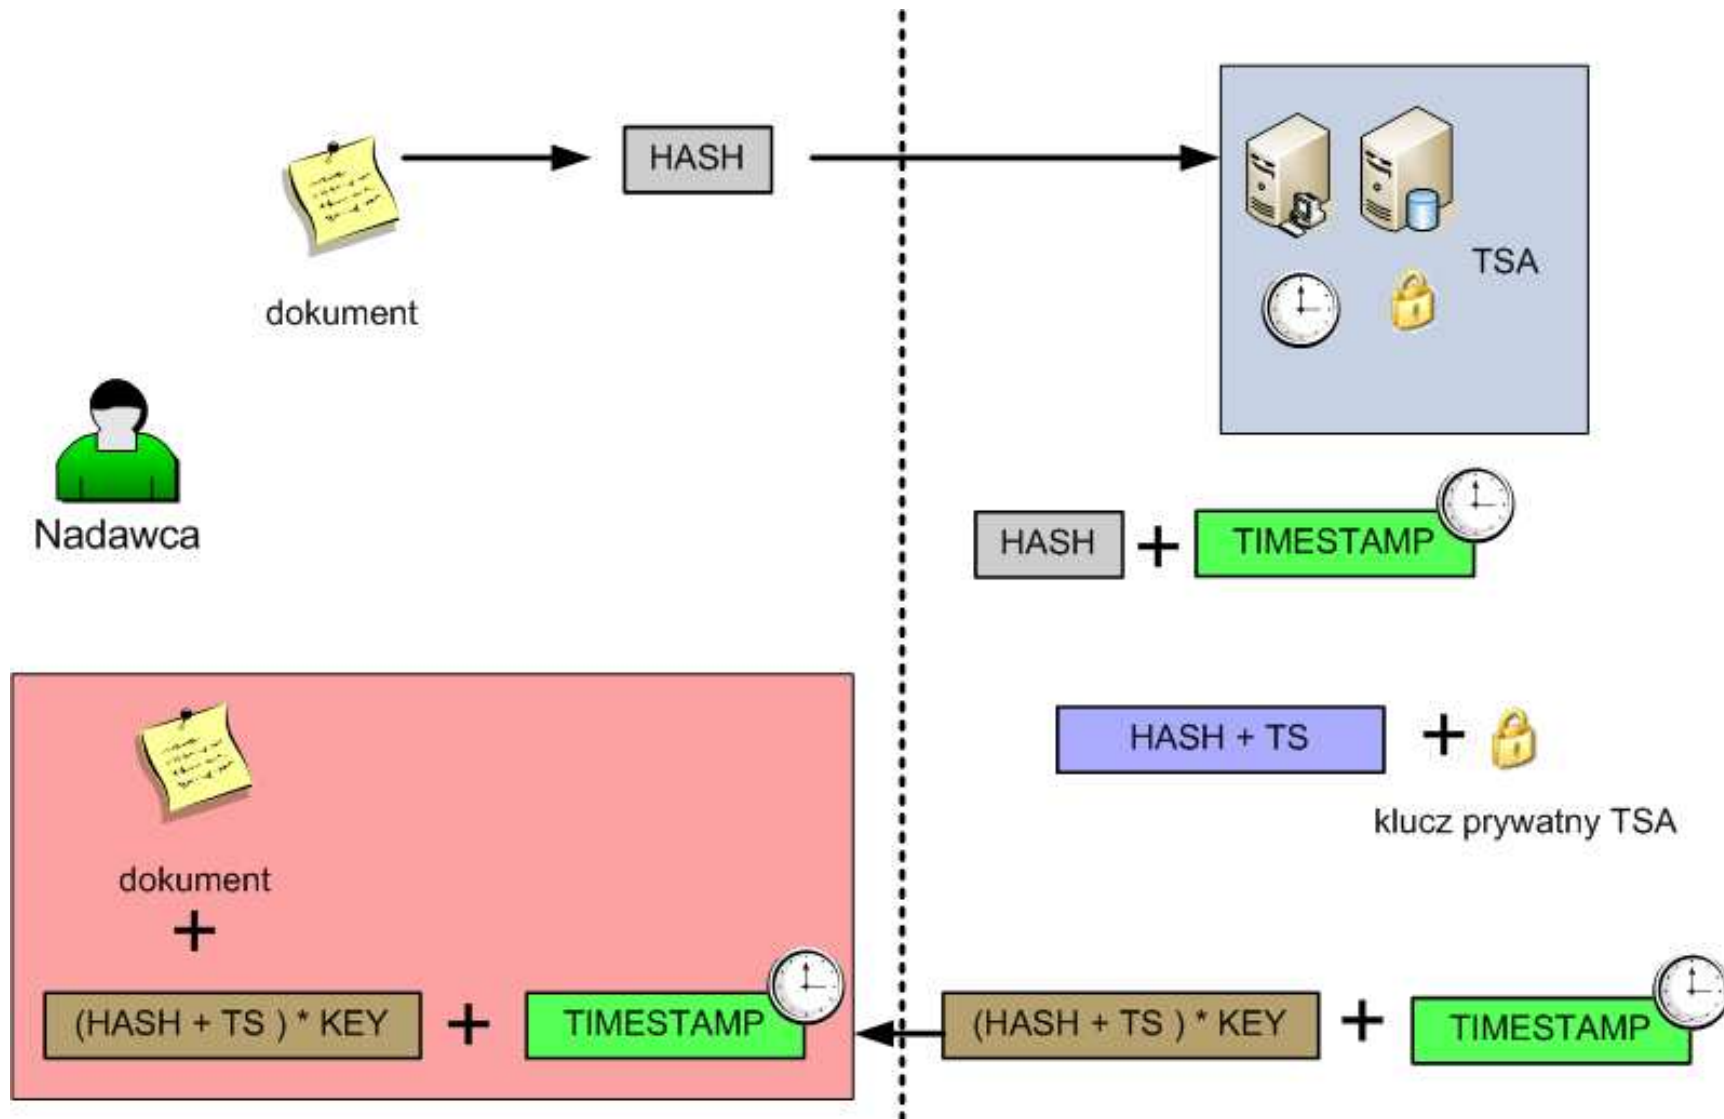 HASH
TSA
dokument
Nadawca
HASH + TIMESTAMP
HASH + TS +
klucz prywatny TSA
dokument
+
(HASH + TS ) * KEY + TIMESTAMP
(HASH + TS ) * KEY + TIMESTAMP